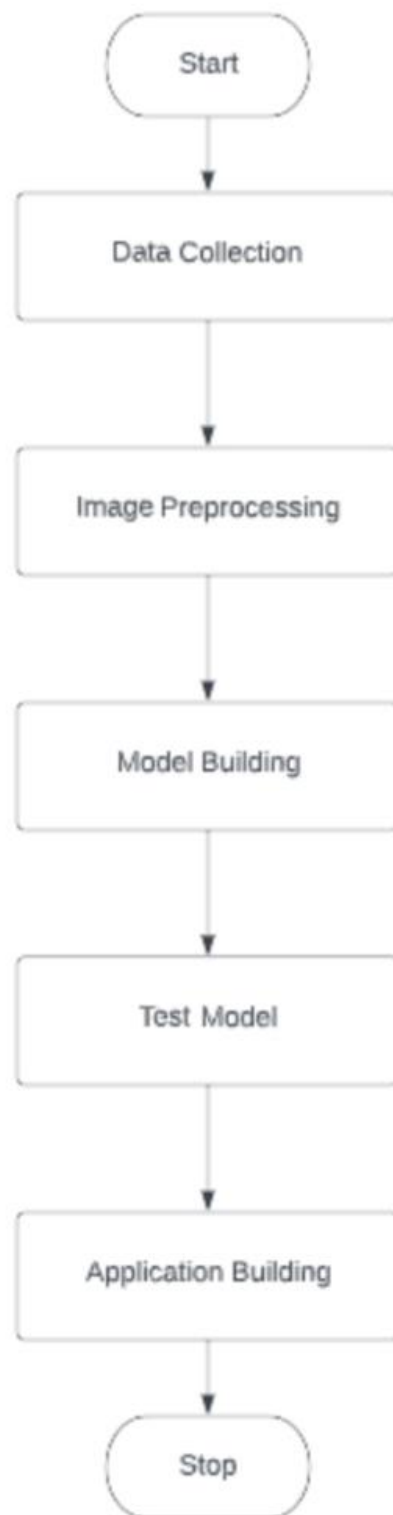 Start
Data Collection
Image Preprocessing
Model Building
Test Model
Application Building
Stop